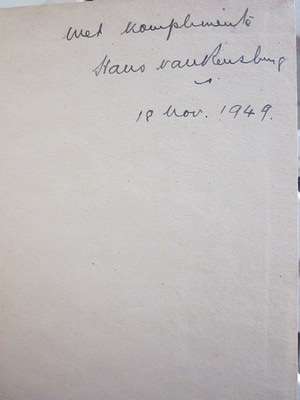 Met Komplimente
Hans van Rensburg
18 Nov. 1949.